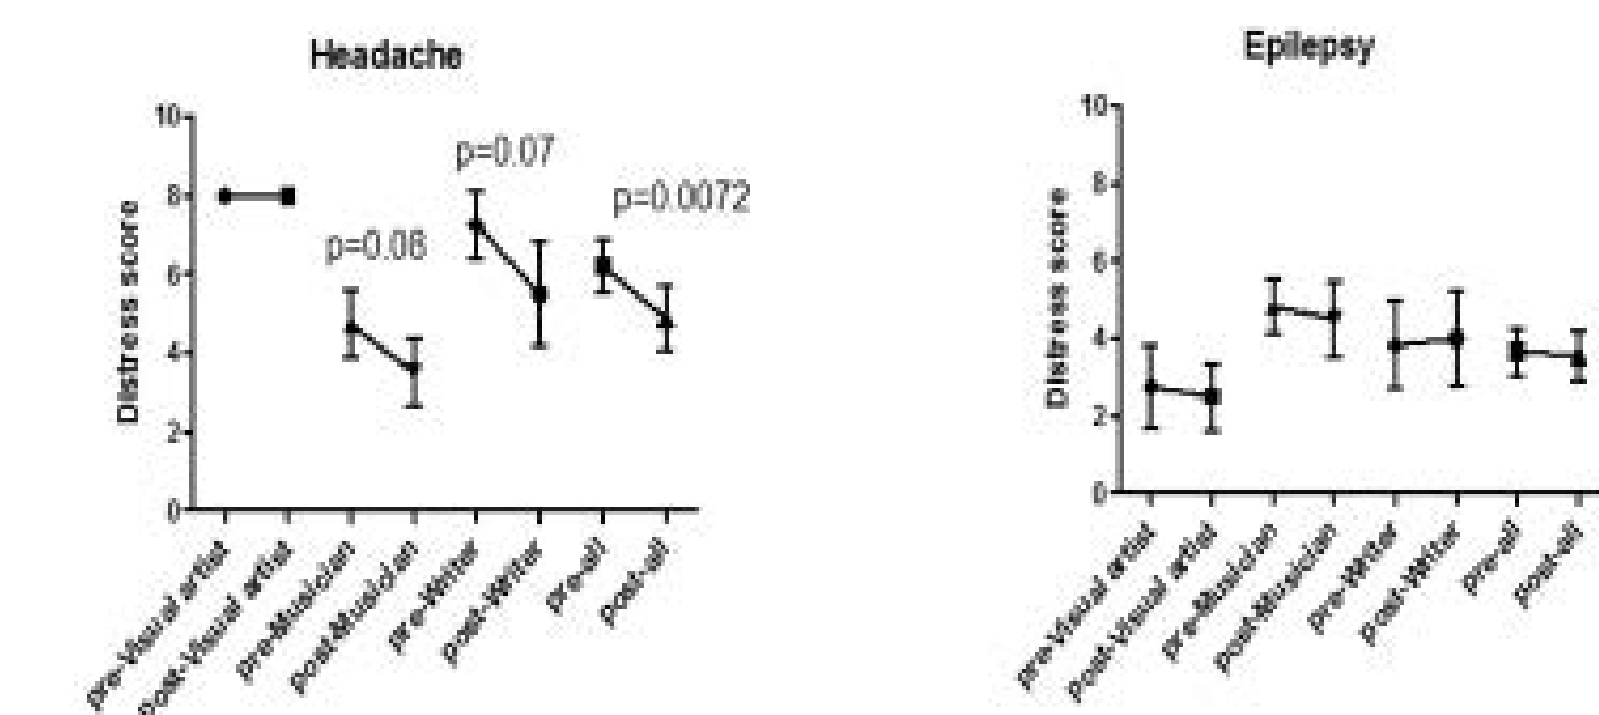 Headache
10
8
6
4
2
0
Distress score
p=0.08
p=0.07
p=0.0072
pre-Visual artist
Post-Visual artist
pre-Musician
post-Musician
pre-Writer
post-Writer
pre-all
post-all
Epilepsy
10
8
6
4
2
0
Distress score
pre-Visual artist
Post-Visual artist
pre-Musician
post-Musician
pre-Writer
post-Writer
pre-all
post-all